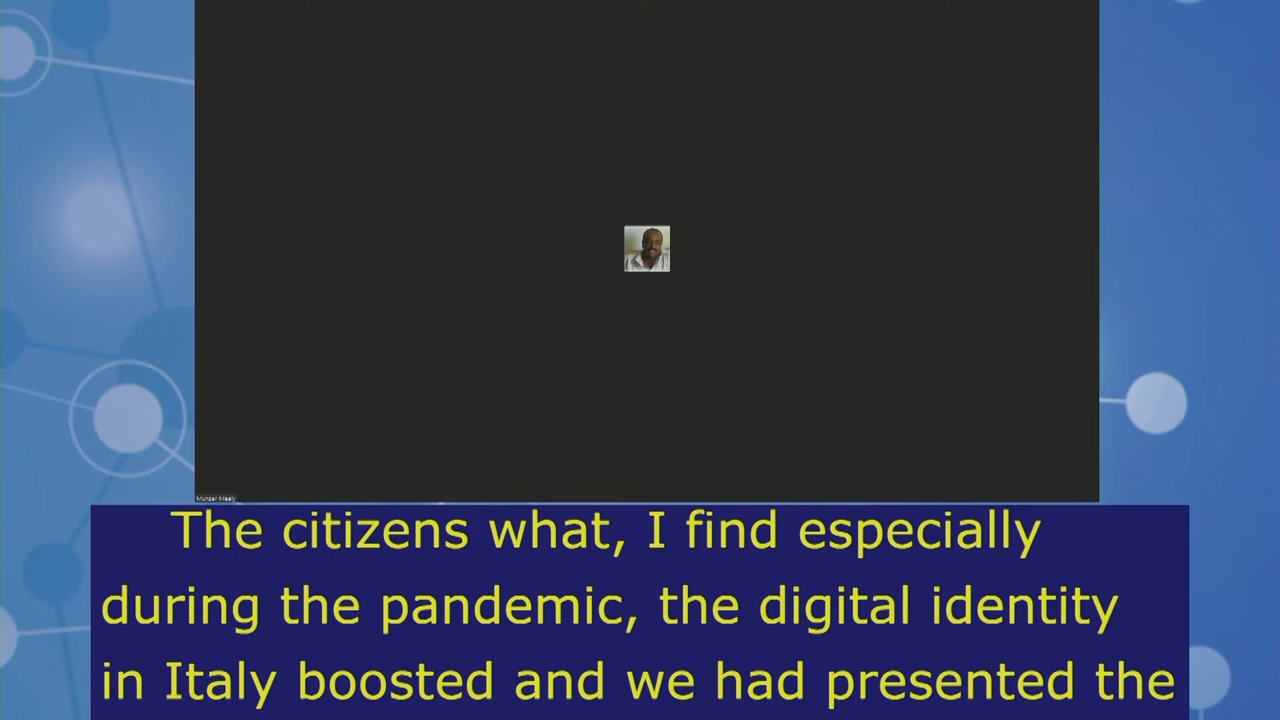 The citizens what, I find especially
during the pandemic, the digital identity
in Italy boosted and we had presented the